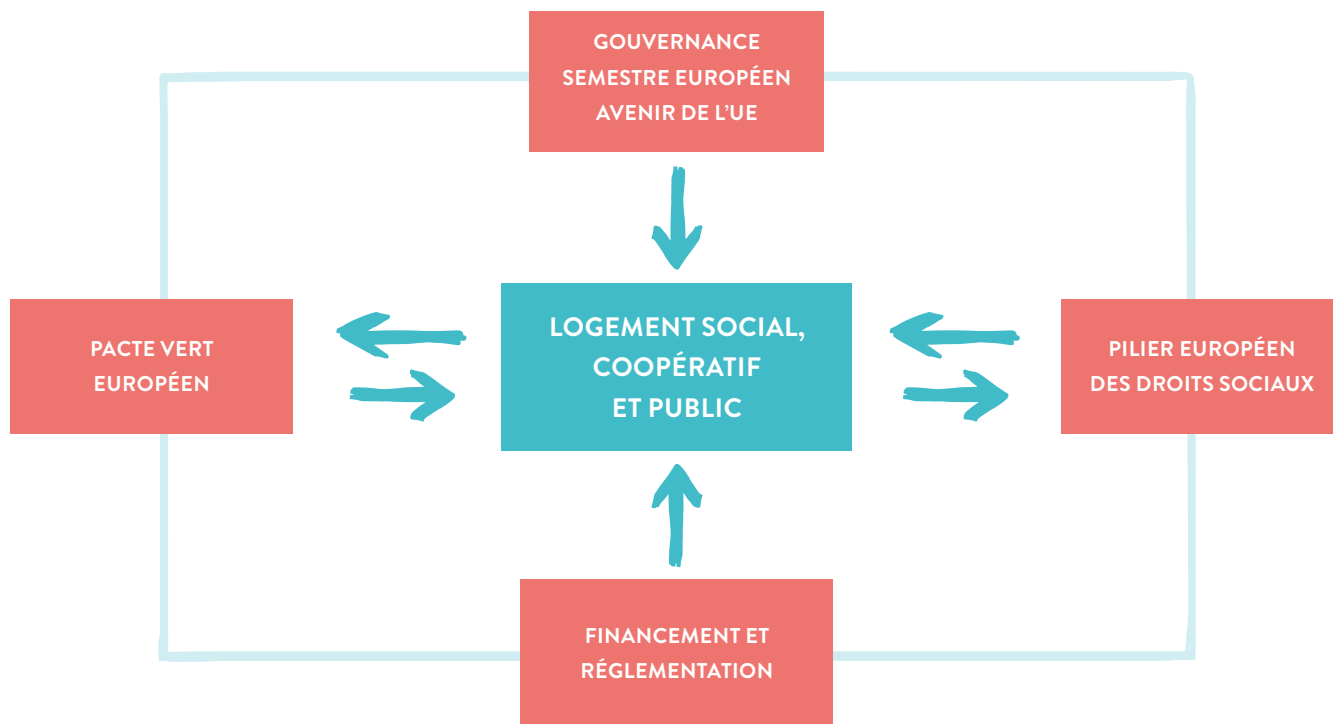 GOUVERNANCE
SEMESTRE EUROPÉEN
AVENIR DE L'UE
PACTE VERT
EUROPÉEN
LOGEMENT SOCIAL,
COOPÉRATIF
ET PUBLIC
PILIER EUROPÉEN
DES DROITS SOCIAUX
FINANCEMENT ET
RÉGLEMENTATION